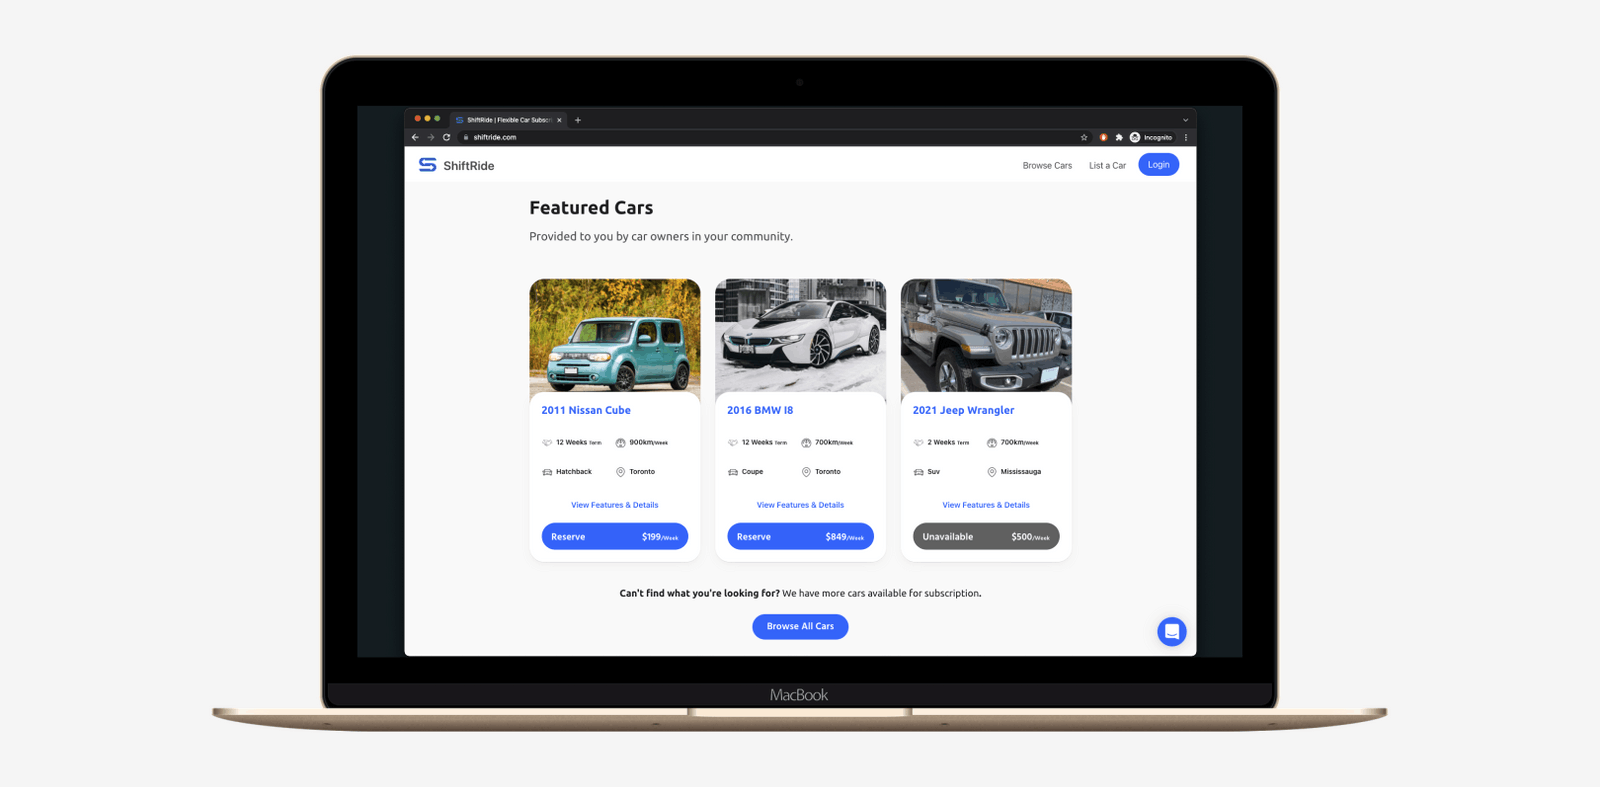 ShiftRide | Flexible Car Subscri
shiftride.com
Incognito
ShiftRide
Browse Cars
List a Car
Login
Featured Cars
Provided to you by car owners in your community.
2011 Nissan Cube
12 Weeks Term
900km/Week
Hatchback
Toronto
View Features & Details
Reserve
$199/Week
2016 BMW I8
12 Weeks Term
700km/Week
Coupe
Toronto
View Features & Details
Reserve
$849/Week
2021 Jeep Wrangler
2 Weeks Term
700km/Week
Suv
Mississauga
View Features & Details
Unavailable
$500/Week
Can't find what you're looking for? We have more cars available for subscription.
Browse All Cars
MacBook